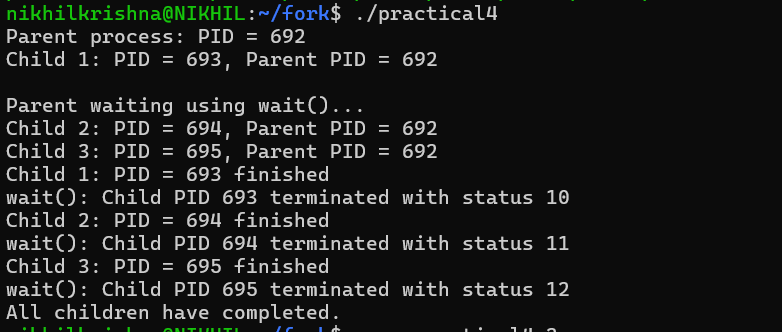 nikhilkrishna@NIKHIL:~/fork$ ./practical4
Parent process: PID = 692
Child 1: PID = 693, Parent PID = 692
Parent waiting using wait()...
Child 2: PID = 694, Parent PID = 692
Child 3: PID = 695, Parent PID = 692
Child 1: PID = 693 finished
wait(): Child PID 693 terminated with status 10
Child 2: PID = 694 finished
wait(): Child PID 694 terminated with status 11
Child 3: PID = 695 finished
wait(): Child PID 695 terminated with status 12
All children have completed.